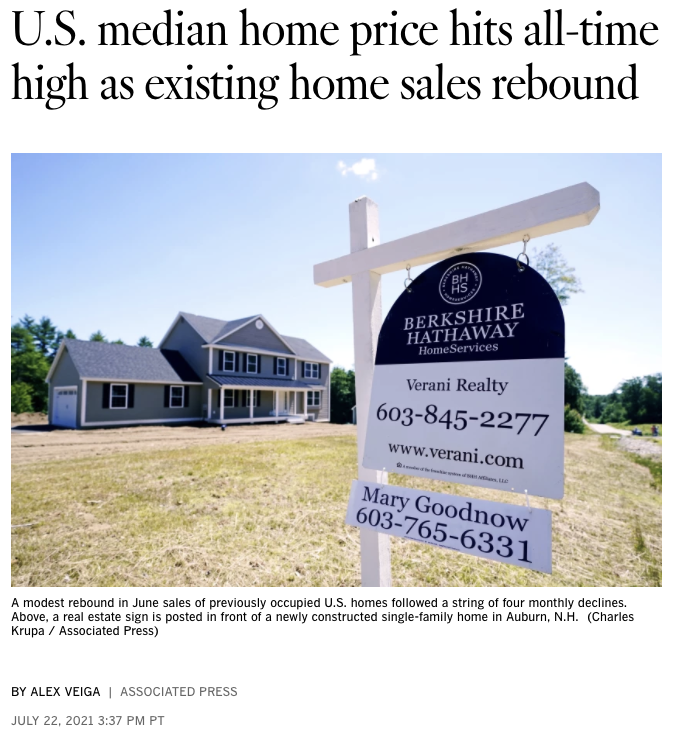 U.S. median home price hits all-time
high as existing home sales rebound
BH
HS
BERKSHIRE
HATHAWAY
HomeServices
Verani Realty
603-845-2277
www.verani.com
Mary Goodnow
603-765-6331
A modest rebound in June sales of previously occupied U.S. homes followed a string of four monthly declines.
Above, a real estate sign is posted in front of a newly constructed single-family home in Auburn, N.H. (Charles
Krupa / Associated Press)
BY ALEX VEIGA | ASSOCIATED PRESS
JULY 22, 2021 3:37 PM PT